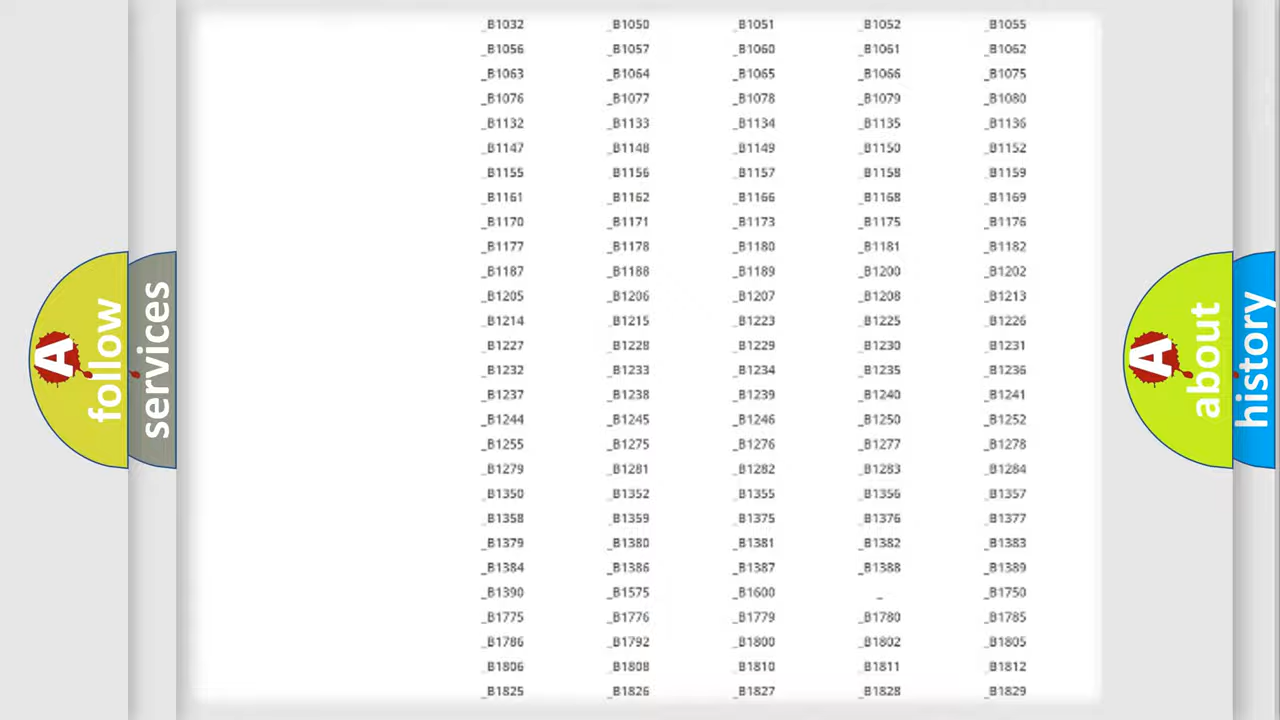 _B1032 _B1050 _B1051 _B1052 _B1055
_B1056 _B1057 _B1060 _B1061 _B1062
_B1063 _B1064 _B1065 _B1066 _B1075
_B1076 _B1077 _B1078 _B1079 _B1080
_B1132 _B1133 _B1134 _B1135 _B1136
_B1147 _B1148 _B1149 _B1150 _B1152
_B1155 _B1156 _B1157 _B1158 _B1159
_B1161 _B1162 _B1166 _B1168 _B1169
_B1170 _B1171 _B1173 _B1175 _B1176
_B1177 _B1178 _B1180 _B1181 _B1182
_B1187 _B1188 _B1189 _B1200 _B1202
_B1205 _B1206 _B1207 _B1208 _B1213
_B1214 _B1215 _B1223 _B1225 _B1226
_B1227 _B1228 _B1229 _B1230 _B1231
_B1232 _B1233 _B1234 _B1235 _B1236
_B1237 _B1238 _B1239 _B1240 _B1241
_B1244 _B1245 _B1246 _B1250 _B1252
_B1255 _B1275 _B1276 _B1277 _B1278
_B1279 _B1281 _B1282 _B1283 _B1284
_B1350 _B1352 _B1355 _B1356 _B1357
_B1358 _B1359 _B1375 _B1376 _B1377
_B1379 _B1380 _B1381 _B1382 _B1383
_B1384 _B1386 _B1387 _B1388 _B1389
_B1390 _B1575 _B1600 _ _B1750
_B1775 _B1776 _B1779 _B1780 _B1785
_B1786 _B1792 _B1800 _B1802 _B1805
_B1806 _B1808 _B1810 _B1811 _B1812
_B1825 _B1826 _B1827 _B1828 _B1829
A
follow
services
A
about
history